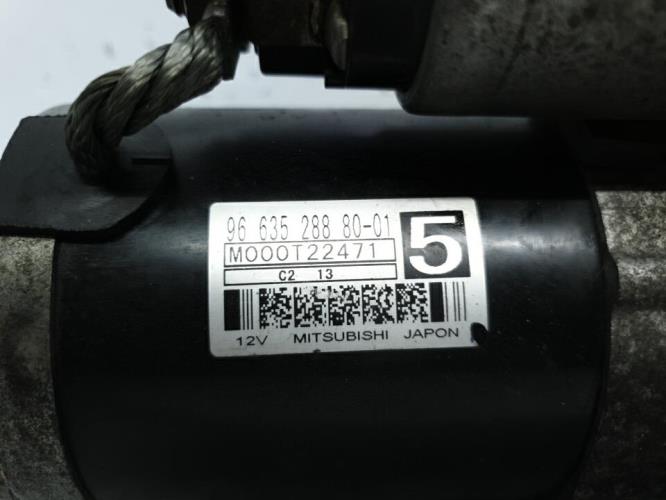 96 635 288 80-01
5
M000T22471
C2 13
12V MITSUBISHI JAPON